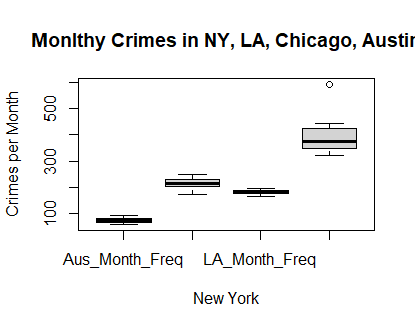 Monlthy Crimes in NY, LA, Chicago, Austin
Crimes per Month
500
300
100
Aus_Month_Freq LA_Month_Freq
New York